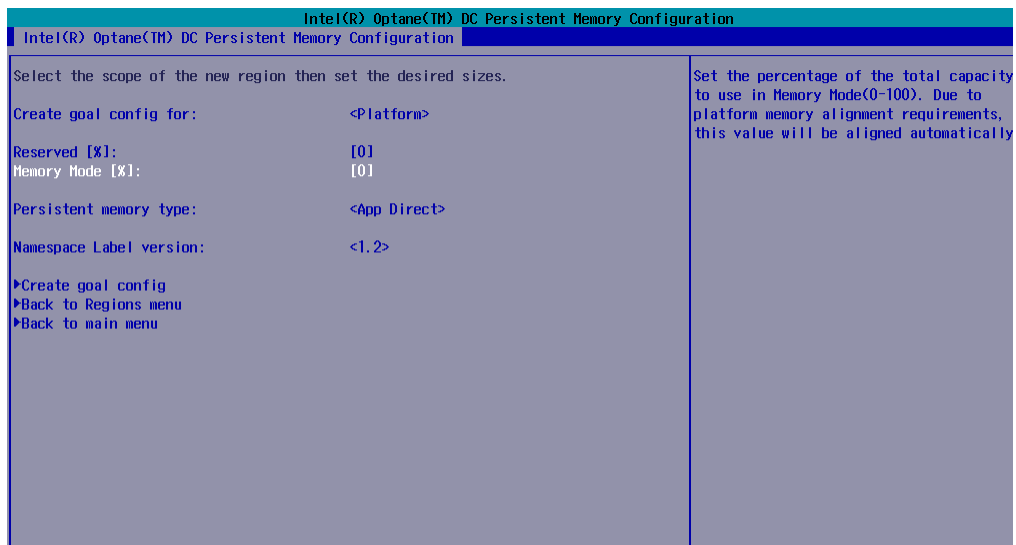 Intel(R) Optane(TM) DC Persistent Memory Configuration
Intel(R) Optane(TM) DC Persistent Memory Configuration
Select the scope of the new region then set the desired sizes.
Create goal config for: <Platform>
Reserved [%]: [0]
Memory Mode [%]: [0]
Persistent memory type: <App Direct>
Namespace Label version: <1.2>
Create goal config
Back to Regions menu
Back to main menu
Set the percentage of the total capacity
to use in Memory Mode(0-100). Due to
platform memory alignment requirements,
this value will be aligned automatically